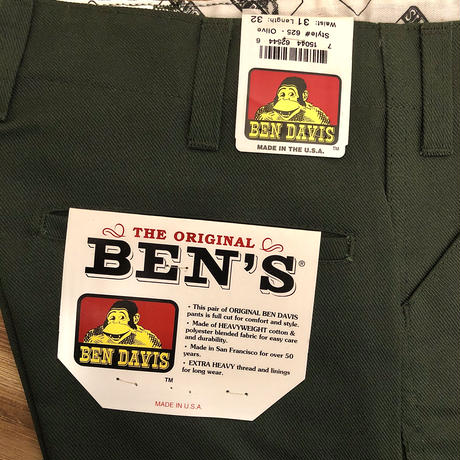 7 15044 62544 6
Style# 625 - Olive
Waist: 31 Length: 32
BEN DAVIS
TM
MADE IN THE U.S.A.
THE ORIGINAL
BEN'S®
• This pair of ORIGINAL BEN DAVIS
pants is full cut for comfort and style.
• Made of HEAVYWEIGHT cotton &
polyester blended fabric for easy care
and durability.
• Made in San Francisco for over 50
years.
• EXTRA HEAVY thread and linings
for long wear.
BEN DAVIS
TM
MADE IN U.S.A.